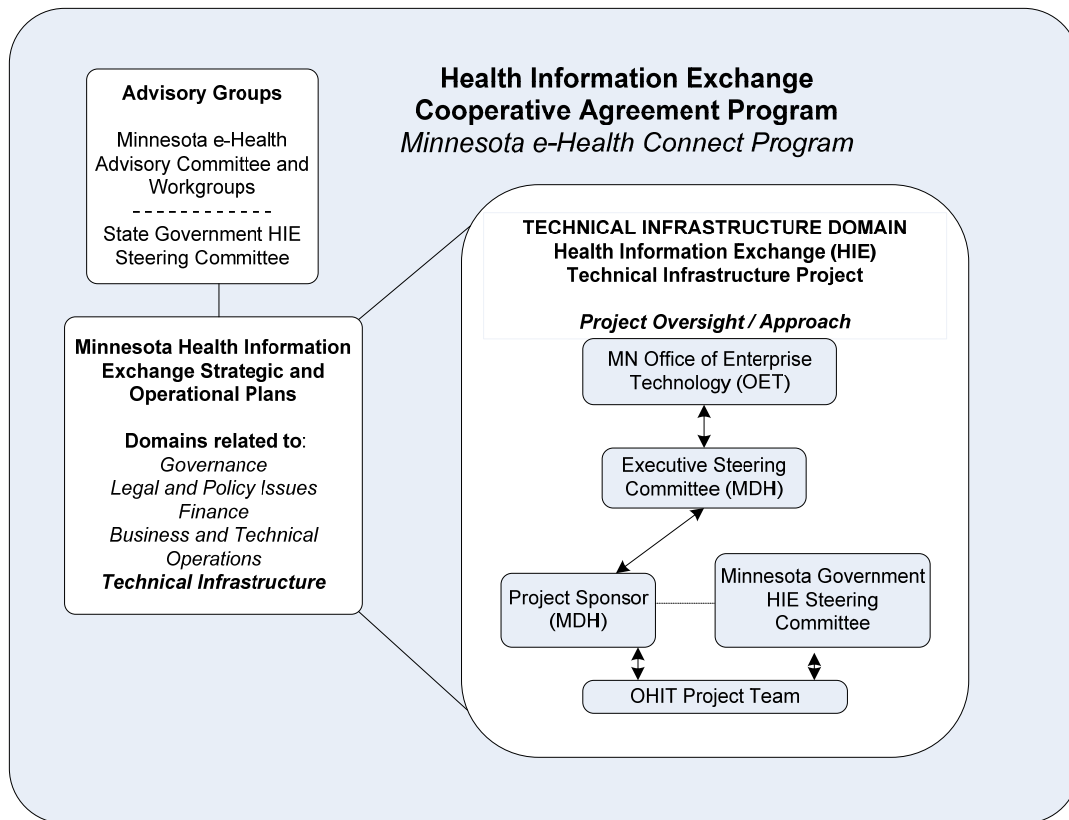 Health Information Exchange
Cooperative Agreement Program
Minnesota e-Health Connect Program
Advisory Groups
Minnesota e-Health
Advisory Committee and
Workgroups
------------
State Government HIE
Steering Committee
Minnesota Health Information
Exchange Strategic and
Operational Plans
Domains related to:
Governance
Legal and Policy Issues
Finance
Business and Technical
Operations
Technical Infrastructure
TECHNICAL INFRASTRUCTURE DOMAIN
Health Information Exchange (HIE)
Technical Infrastructure Project
Project Oversight / Approach
MN Office of Enterprise
Technology (OET)
Executive Steering
Committee (MDH)
Project Sponsor
(MDH)
Minnesota Government
HIE Steering
Committee
OHIT Project Team